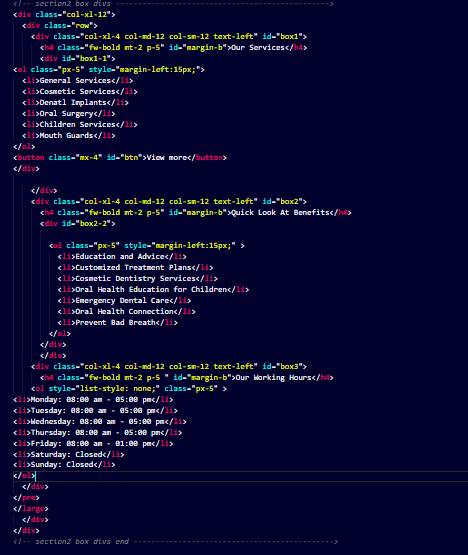 <!-- section2 box divs ------------------------------------------------>
<div class="col-xl-12">
<div class="row">
<div class="col-xl-4 col-md-12 col-sm-12 text-left" id="box1">
<h4 class="fw-bold mt-2 p-5" id="margin-b">Our Services</h4>
<div id="box1-1">
<ol class="px-5" style="margin-left:15px;">
<li>General Services</li>
<li>Cosmetic Services</li>
<li>Denatl Implants</li>
<li>Oral Surgery</li>
<li>Children Services</li>
<li>Mouth Guards</li>
</ol>
<button class="mx-4" id="btn">View more</button>
</div>
</div>
<div class="col-xl-4 col-md-12 col-sm-12 text-left" id="box2">
<h4 class="fw-bold mt-2 p-5" id="margin-b">Quick Look At Benefits</h4>
<div id="box2-2">
<ol class="px-5" style="margin-left:15px;" >
<li>Education and Advice</li>
<li>Customized Treatment Plans</li>
<li>Cosmetic Dentistry Services</li>
<li>Oral Health Education for Children</li>
<li>Emergency Dental Care</li>
<li>Oral Health Connection</li>
<li>Prevent Bad Breath</li>
</ol>
</div>
</div>
<div class="col-xl-4 col-md-12 col-sm-12 text-left" id="box3">
<h4 class="fw-bold mt-2 p-5 " id="margin-b">Our Working Hours</h4>
<ol style="list-style: none;" class="px-5" >
<li>Monday: 08:00 am - 05:00 pm</li>
<li>Tuesday: 08:00 am - 05:00 pm</li>
<li>Wednesday: 08:00 am - 05:00 pm</li>
<li>Thursday: 08:00 am - 05:00 pm</li>
<li>Friday: 08:00 am - 01:00 pm</li>
<li>Saturday: Closed</li>
<li>Sunday: Closed</li>
</ol>
</div>
</pre>
</large>
</div>
</div>
<!-- section2 box divs end ------------------------------------------------>